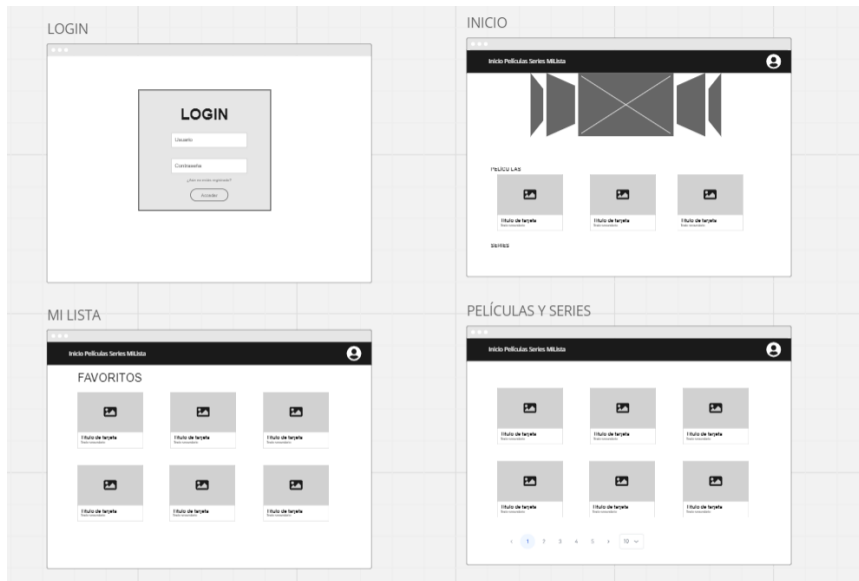 LOGIN
LOGIN
Usuario
Contraseña
Acceder
INICIO
Inicio Películas Series MiLista
PELÍCULAS
Título de tarjeta
Título de tarjeta
Título de tarjeta
SERIES
MI LISTA
Inicio Películas Series MiLista
FAVORITOS
Título de tarjeta
Título de tarjeta
Título de tarjeta
Título de tarjeta
Título de tarjeta
Título de tarjeta
PELÍCULAS Y SERIES
Inicio Películas Series MiLista
Título de tarjeta
Título de tarjeta
Título de tarjeta
Título de tarjeta
Título de tarjeta
Título de tarjeta
< 1 2 3 4 5 > 10